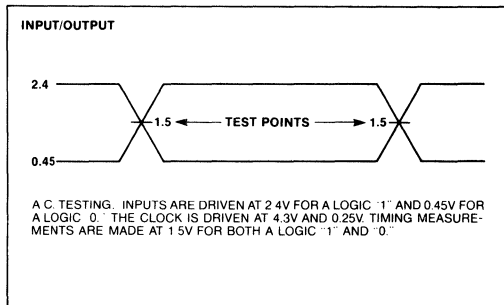 INPUT/OUTPUT
2.4
1.5 TEST POINTS 1.5
0.45
A C. TESTING. INPUTS ARE DRIVEN AT 2 4V FOR A LOGIC "1" AND 0.45V FOR
A LOGIC 0." THE CLOCK IS DRIVEN AT 4.3V AND 0.25V. TIMING MEASURE-
MENTS ARE MADE AT 1 5V FOR BOTH A LOGIC "1" AND "0."